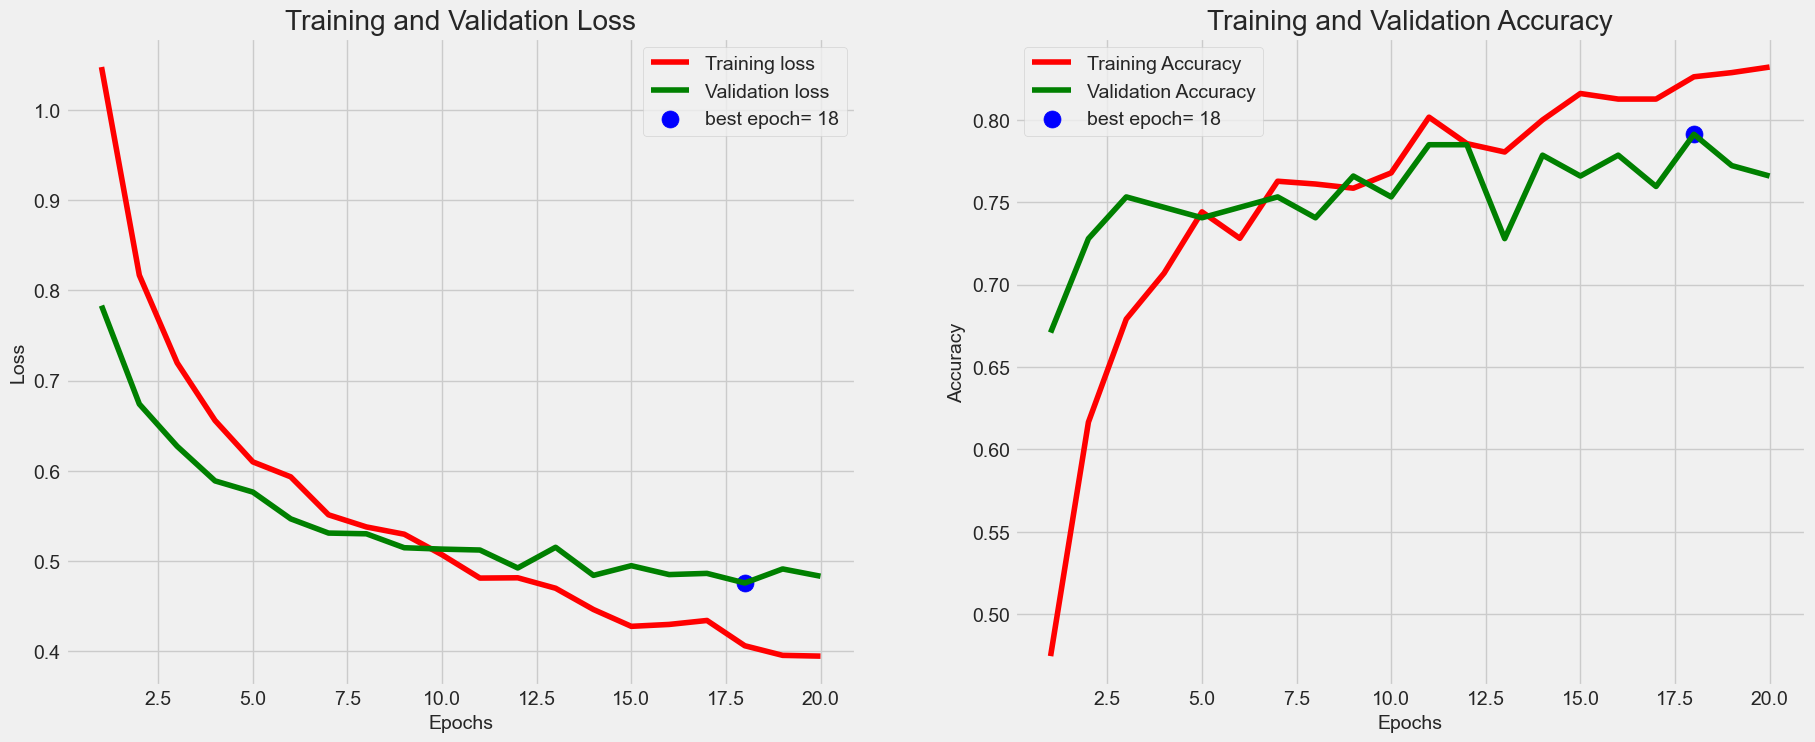 Training and Validation Loss
Training loss
Validation loss
best epoch= 18
1.0
0.9
0.8
0.7
0.6
0.5
0.4
Loss
2.5 5.0 7.5 10.0 12.5 15.0 17.5 20.0
Epochs
Training and Validation Accuracy
Training Accuracy
Validation Accuracy
best epoch= 18
0.80
0.75
0.70
0.65
0.60
0.55
0.50
Accuracy
2.5 5.0 7.5 10.0 12.5 15.0 17.5 20.0
Epochs